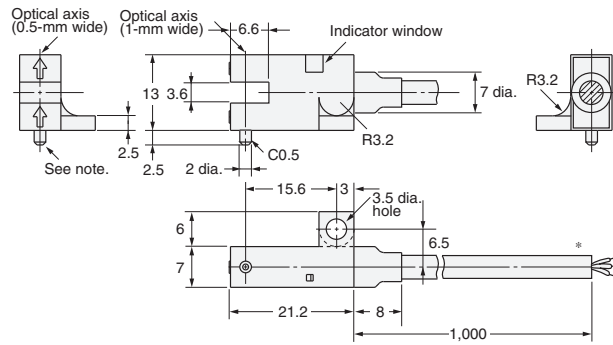 Optical axis
(0.5-mm wide)
Optical axis
(1-mm wide)
6.6
Indicator window
13
3.6
7 dia.
R3.2
R3.2
2.5
2.5
C0.5
See note.
2 dia.
15.6
3
3.5 dia.
hole
6
6.5
7
*
21.2
8
1,000